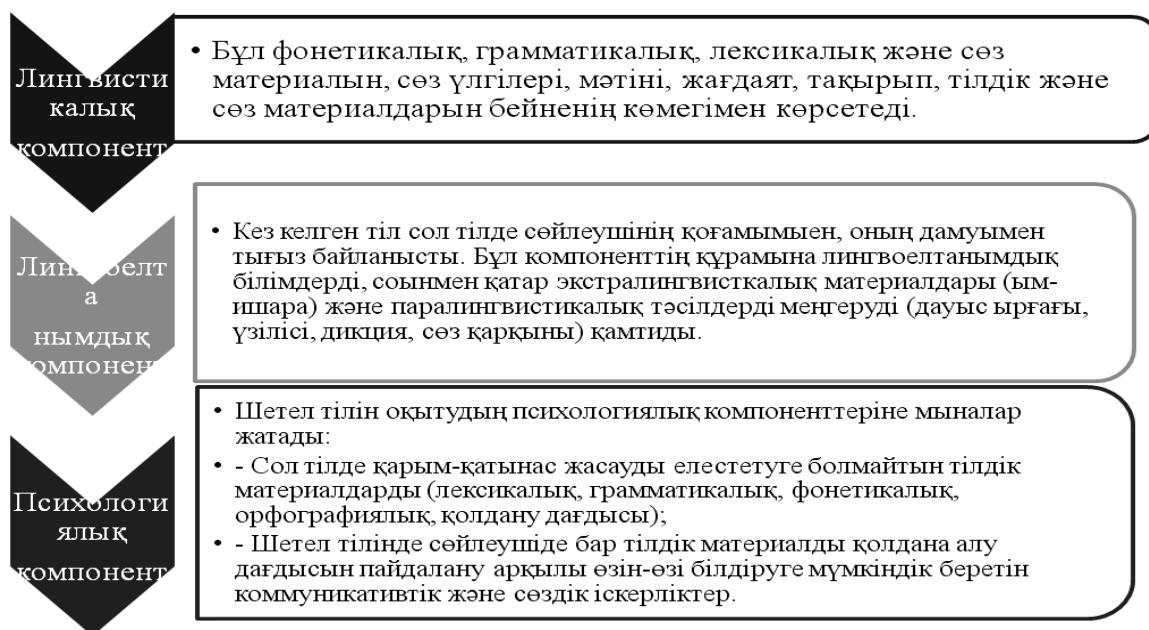 Лингвисти
калық
компонент
• Бұл фонетикалық, грамматикалық, лексикалық және сөз
материалын, сөз үлгілері, мәтіні, жағдаят, тақырып, тілдік және
сөз материалдарын бейненің көмегімен көрсетеді.
а
нымдық
компонент
• Кез келген тіл сол тілде сөйлеушінің қоғамымыен, оның дамуымен
тығыз байланысты. Бұл компоненттің құрамына лингвоелтанымдық
білімдерді, соынмен қатар экстралингвисткалық материалдары (ым-
ишара) және паралингвистикалық тәсілдерді меңгеруді (дауыс ырғағы,
үзілісі, дикция, сөз қарқыны) қамтиды.
Психологи
ялық
компонент
• Шетел тілін оқытудың психологиялық компоненттеріне мыналар
жатады:
• - Сол тілде қарым-қатынас жасауды елестетуге болмайтын тілдік
материалдарды (лексикалық, грамматикалық, фонетикалық,
орфографиялық, қолдану дағдысы);
• - Шетел тілінде сөйлеушіде бар тілдік материалды қолдана алу
дағдысын пайдалану арқылы өзін-өзі білдіруге мүмкіндік беретін
коммуникативтік және сөздік іскерліктер.